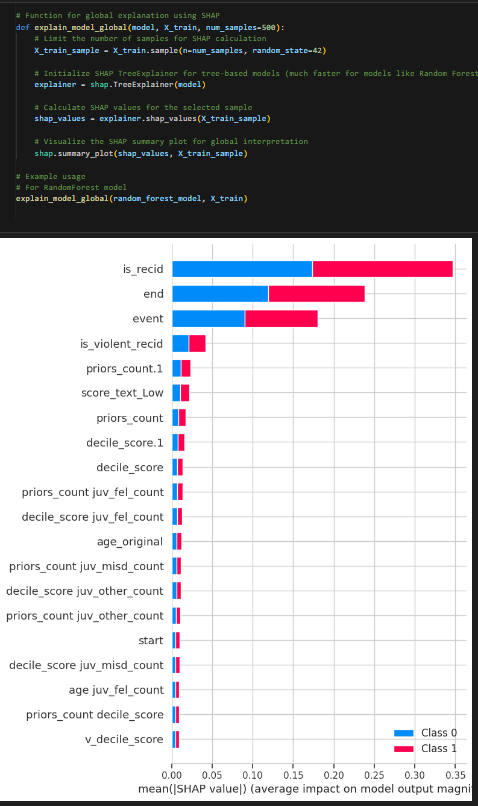 # Function for global explanation using SHAP
def explain_model_global(model, X_train, num_samples=500):
# Limit the number of samples for SHAP calculation
X_train_sample = X_train.sample(n=num_samples, random_state=42)
# Initialize SHAP TreeExplainer for tree-based models (much faster for models like Random Forest
explainer = shap.TreeExplainer(model)
# Calculate SHAP values for the selected sample
shap_values = explainer.shap_values(X_train_sample)
# Visualize the SHAP summary plot for global interpretation
shap.summary_plot(shap_values, X_train_sample)
# Example usage
# For RandomForest model
explain_model_global(random_forest_model, X_train)
is_recid
end
event
is_violent_recid
priors_count.1
score_text_Low
priors_count
decile_score.1
decile_score
priors_count juv_fel_count
decile_score juv_fel_count
age_original
priors_count juv_misd_count
decile_score juv_other_count
priors_count juv_other_count
start
decile_score juv_misd_count
age juv_fel_count
priors_count decile_score
v_decile_score
Class 0
Class 1
0.00 0.05 0.10 0.15 0.20 0.25 0.30 0.35
mean(|SHAP value|) (average impact on model output magni